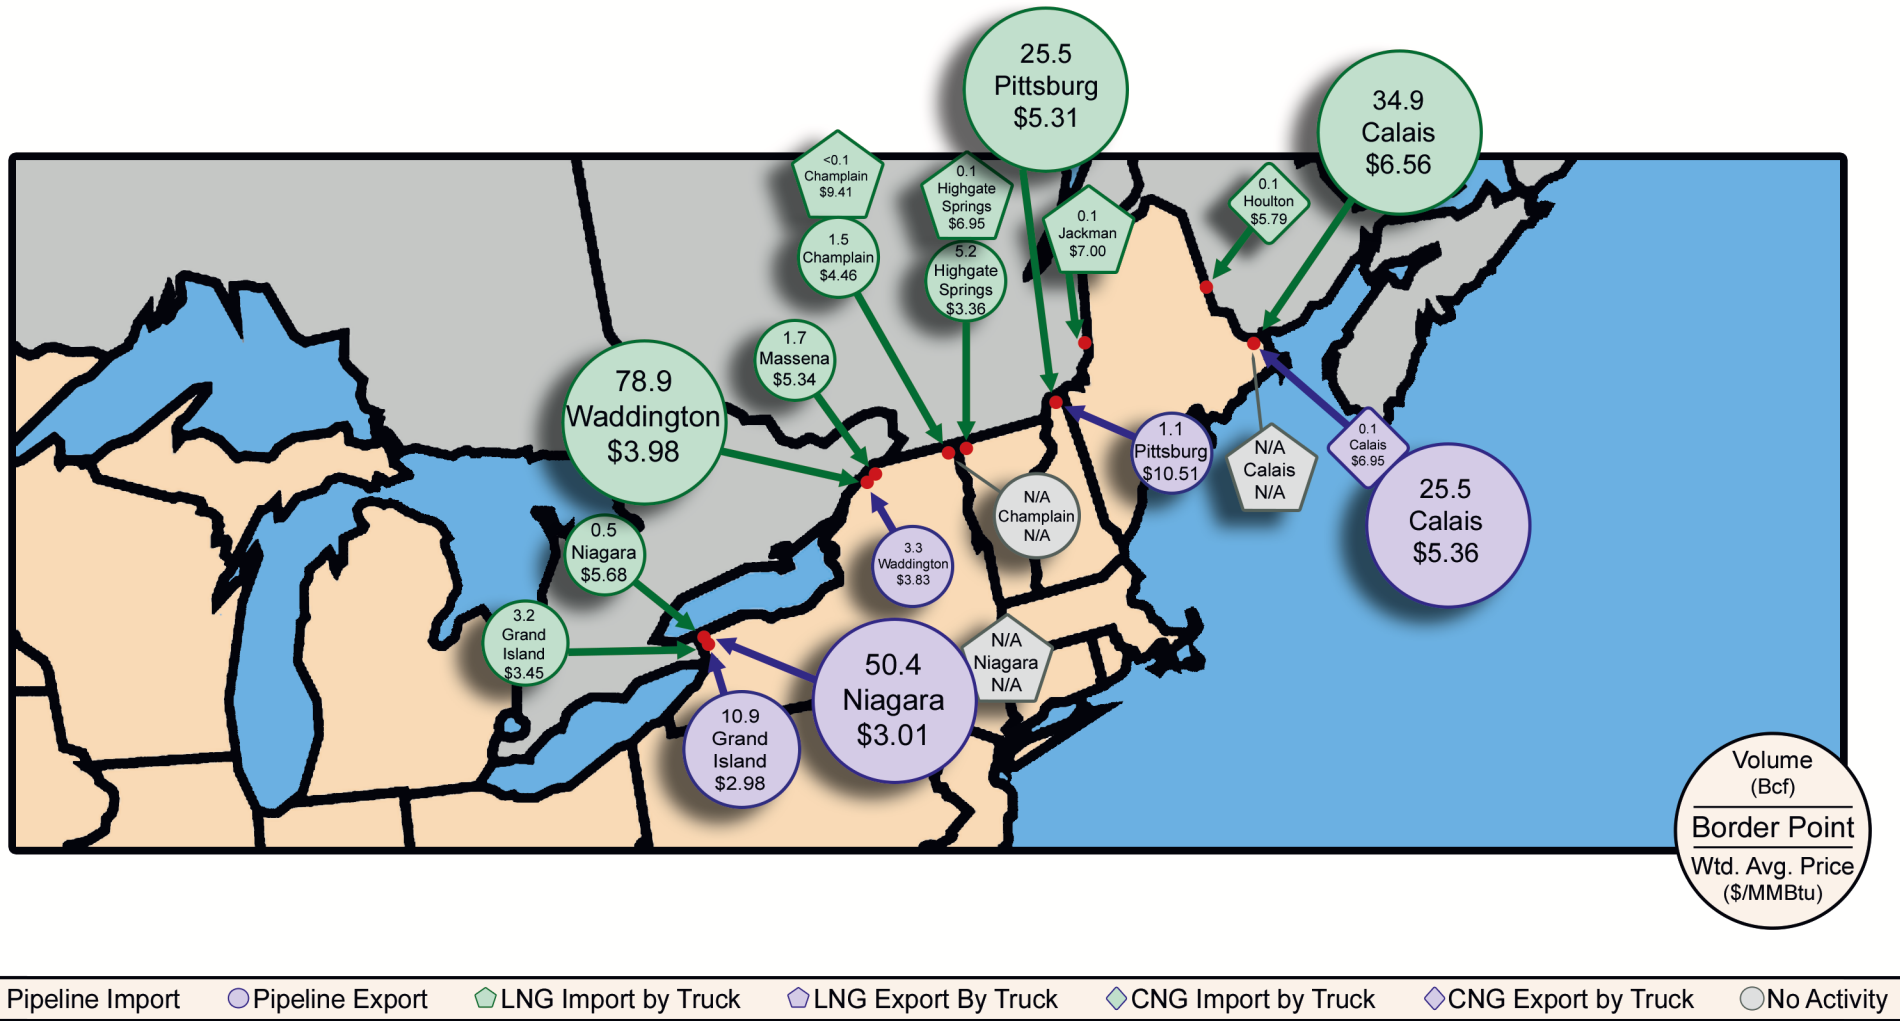 25.5
Pittsburg
$5.31
34.9
Calais
$6.56
<0.1
Champlain
$9.41
0.1
Highgate
Springs
$6.95
0.1
Houlton
$5.79
0.1
Jackman
$7.00
1.5
Champlain
$4.46
5.2
Highgate
Springs
$3.36
1.7
Massena
$5.34
78.9
Waddington
$3.98
1.1
Pittsburg
$10.51
N/A
Calais
N/A
0.1
Calais
$6.95
25.5
Calais
$5.36
N/A
Champlain
N/A
0.5
Niagara
$5.68
3.3
Waddington
$3.83
3.2
Grand
Island
$3.45
N/A
Niagara
N/A
50.4
Niagara
$3.01
10.9
Grand
Island
$2.98
Volume
(Bcf)
Border Point
Wtd. Avg. Price
($/MMBtu)
Pipeline Import
Pipeline Export
LNG Import by Truck
LNG Export By Truck
CNG Import by Truck
CNG Export by Truck
No Activity